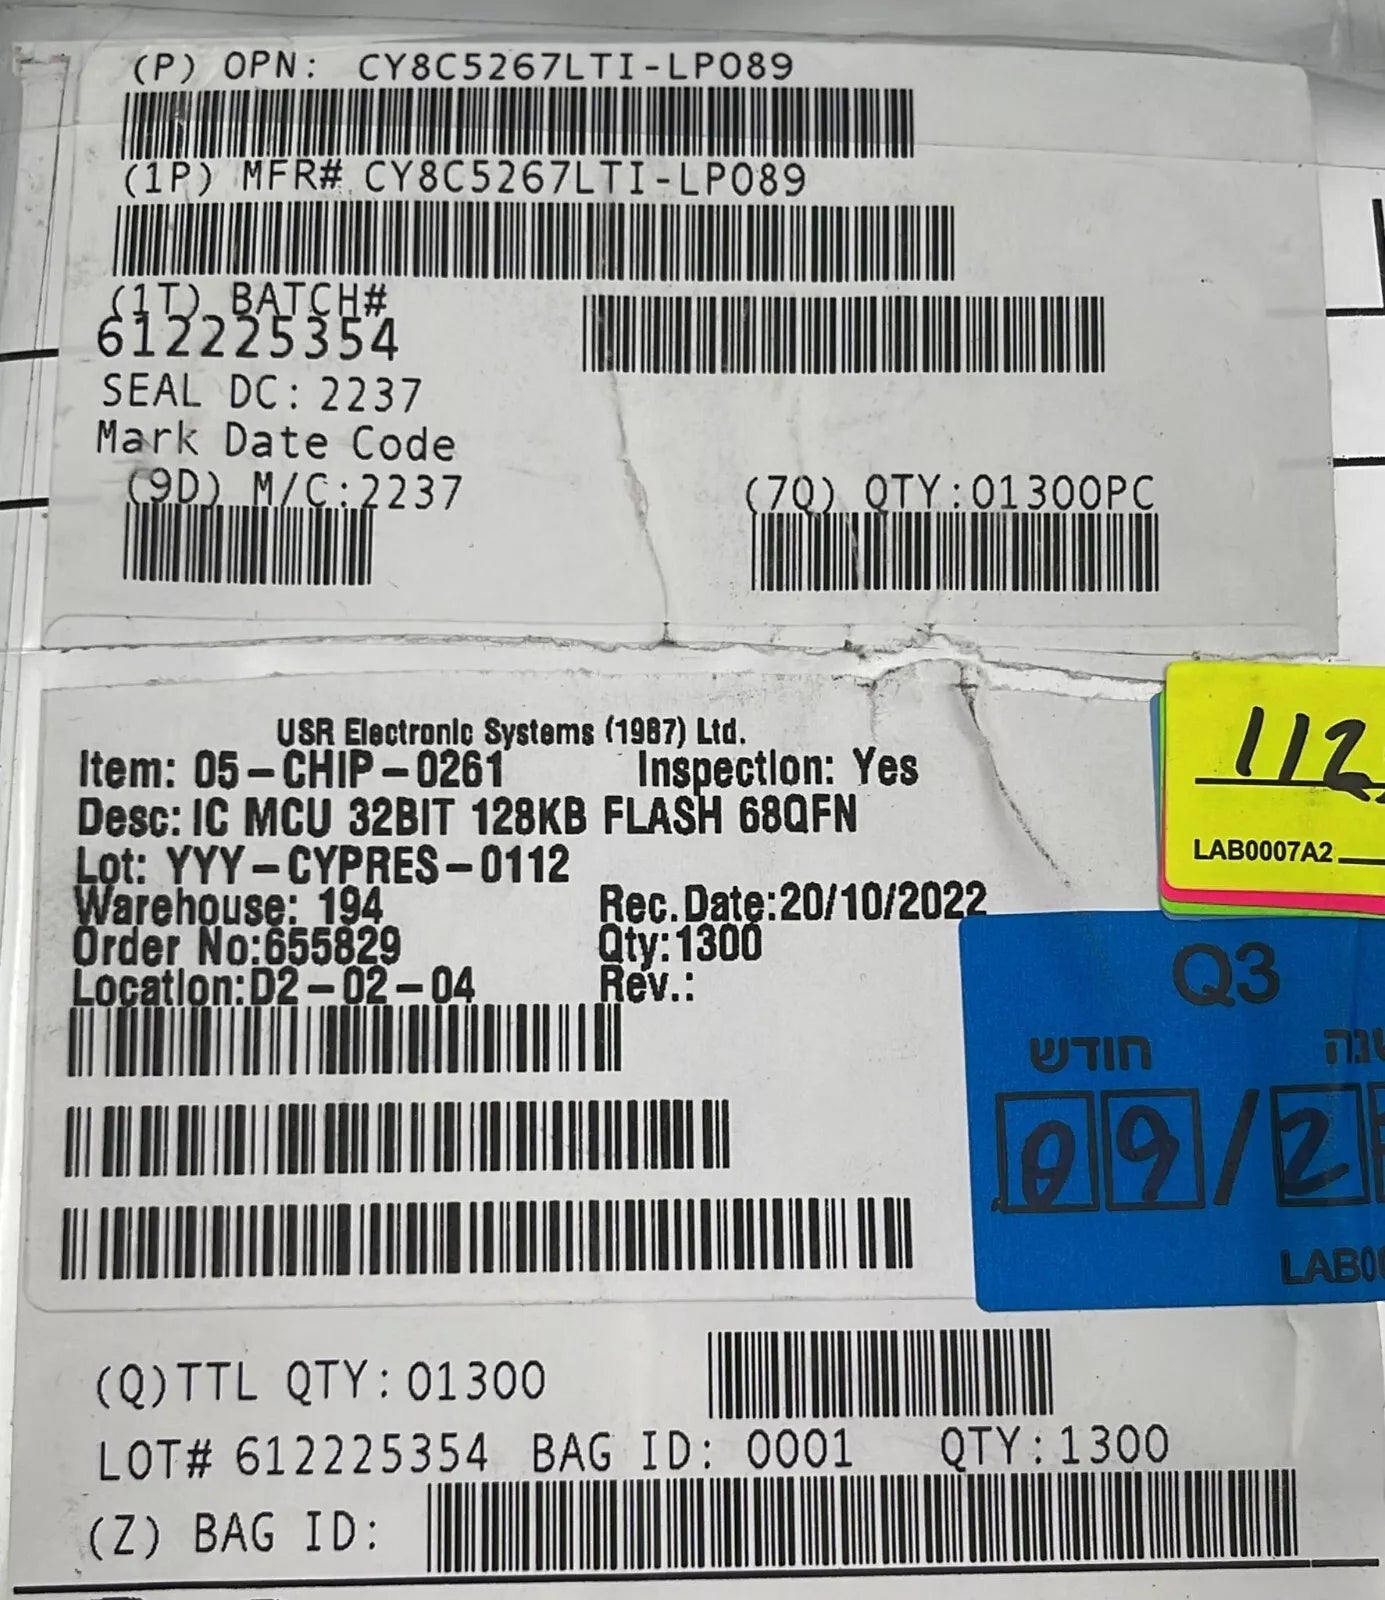 (P) OPN: CY8C5267LTI-LP089
(1P) MFR# CY8C5267LTI-LP089
(1T) BATCH#
612225354
SEAL DC: 2237
Mark Date Code
(9D) M/C:2237
(7Q) QTY:01300PC
USR Electronic Systems (1987) Ltd.
Item: 05-CHIP-0261 Inspection: Yes
Desc: IC MCU 32BIT 128KB FLASH 68QFN
Lot: YYY-CYPRES-0112
Warehouse: 194 Rec.Date:20/10/2022
Order No:655829 Qty:1300
Location:D2-02-04 Rev.:
112
LAB0007A2
Q3
חודש שנה
09/2
LAB0
(Q)TTL QTY:01300
LOT# 612225354 BAG ID: 0001 QTY:1300
(Z) BAG ID: